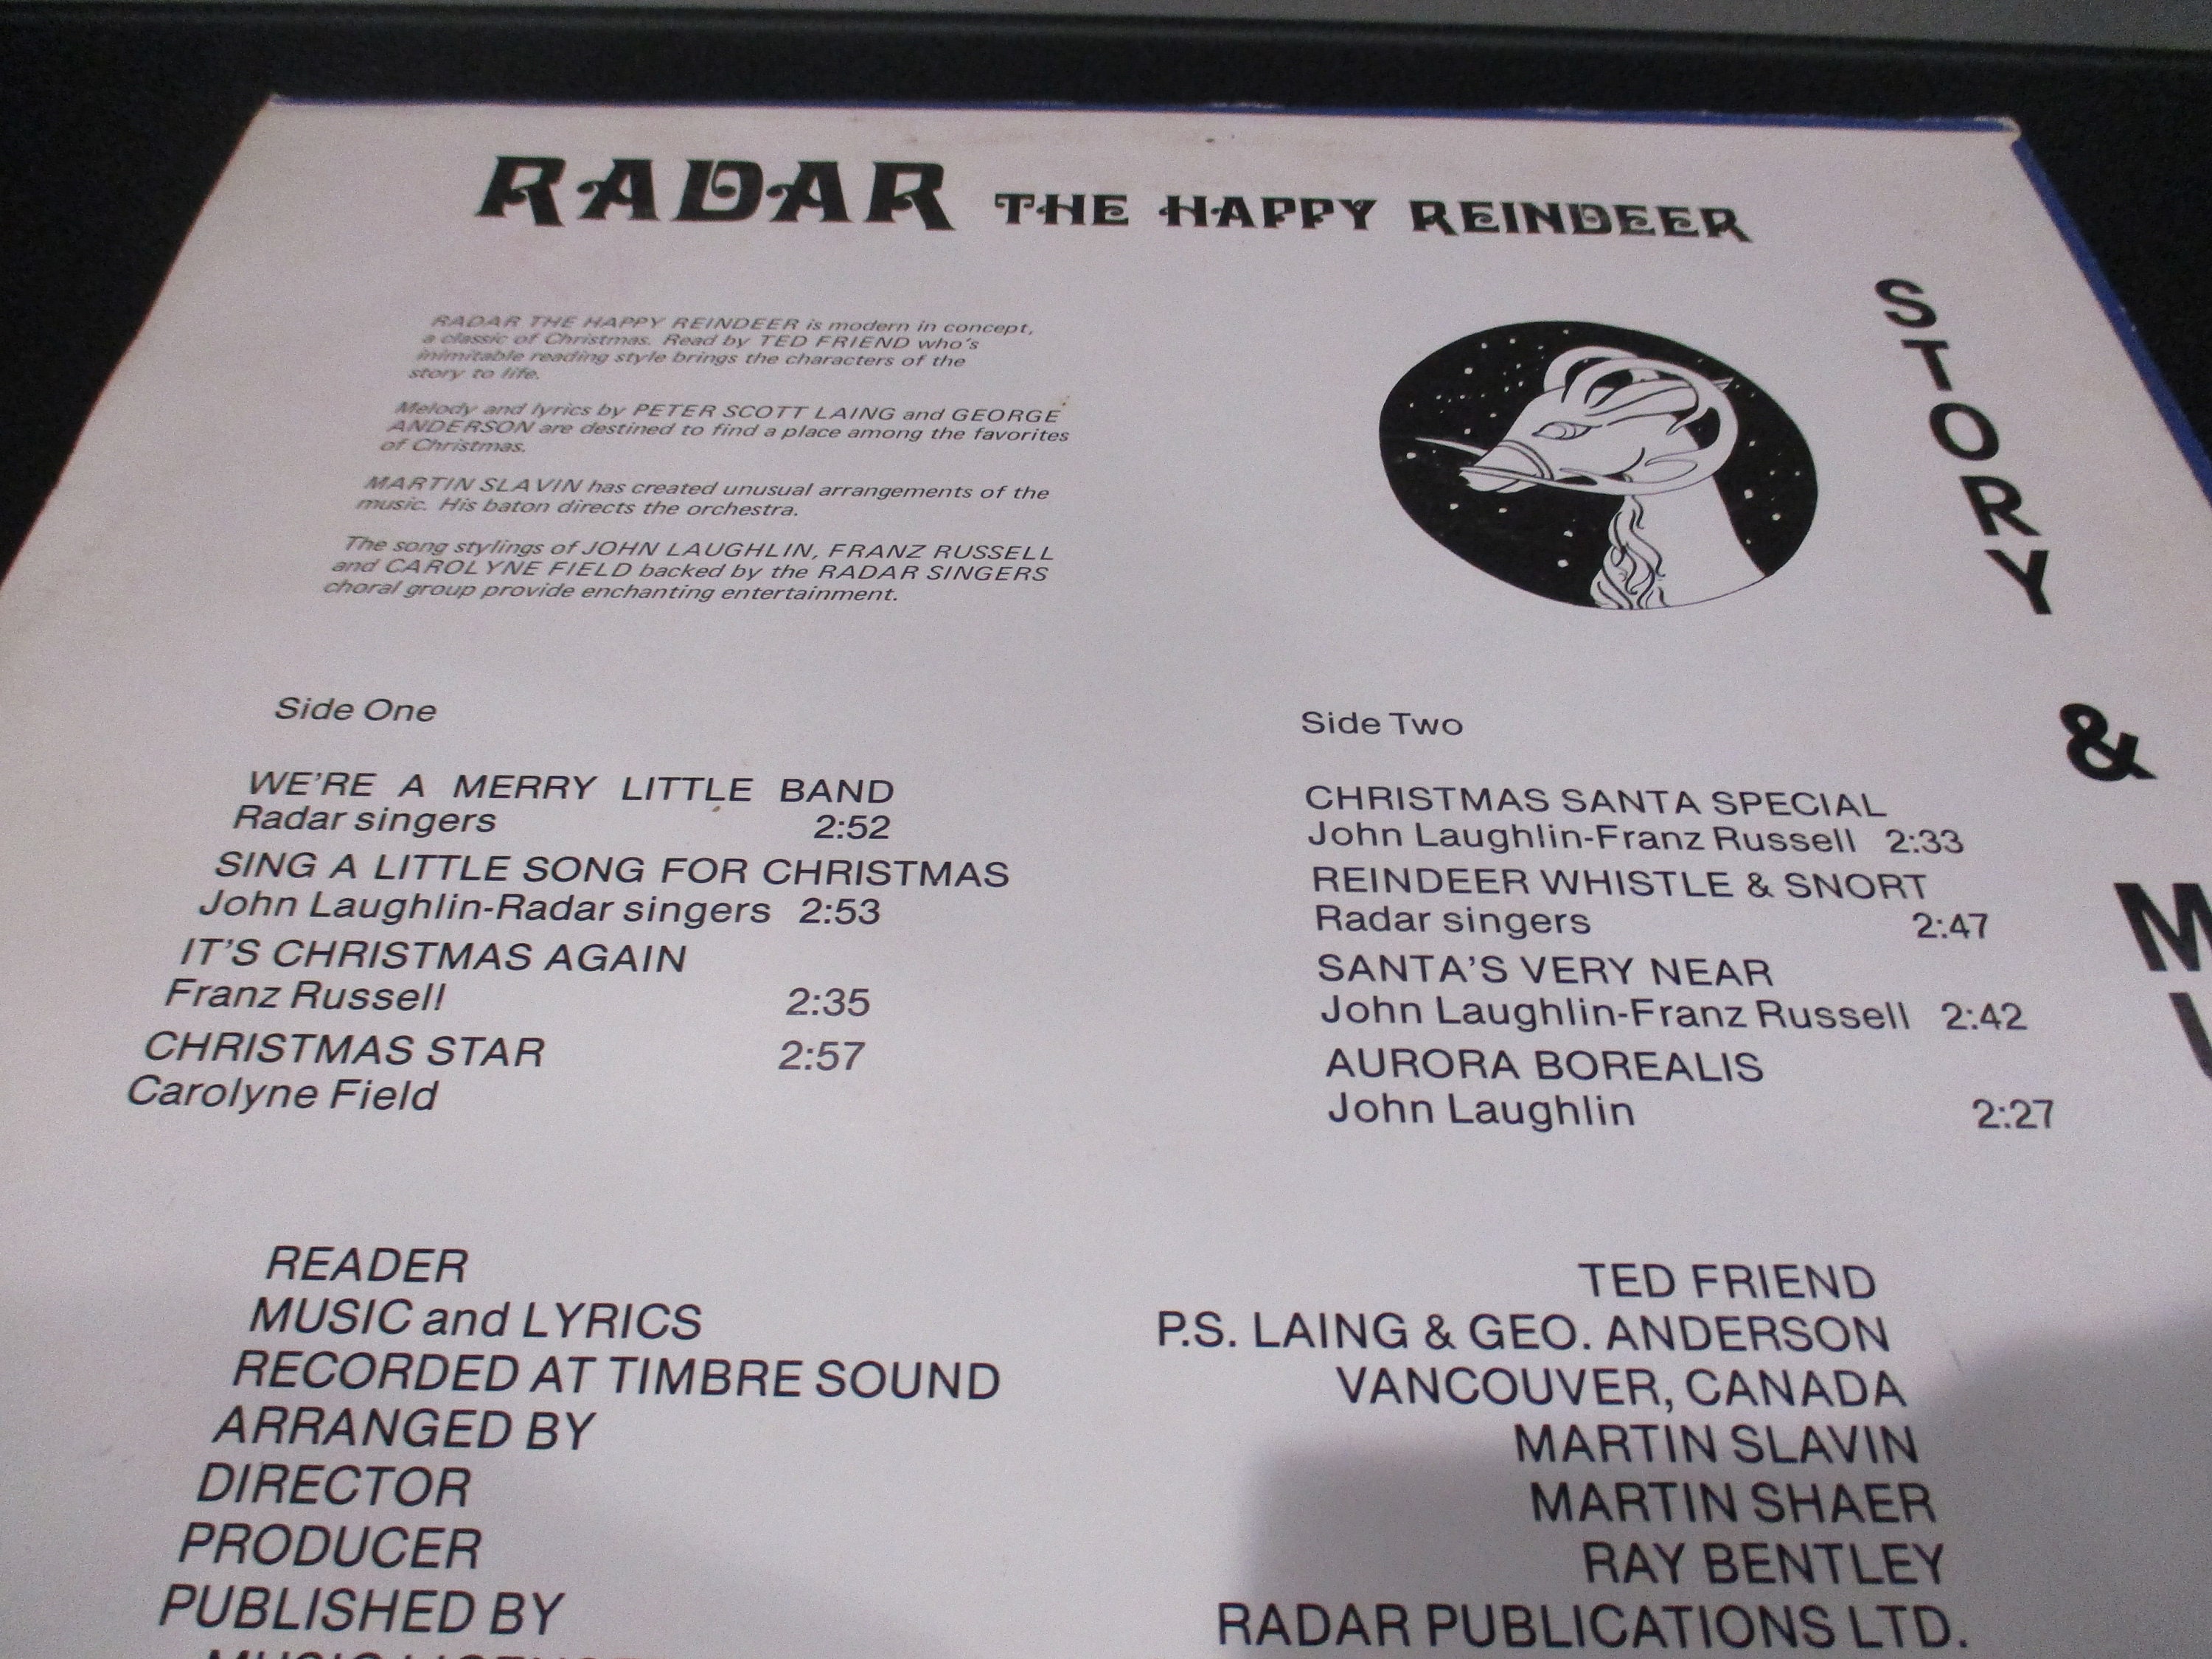 RADAR THE HAPPY REINDEER
STORY
&
M
RADAR THE HAPPY REINDEER is modern in concept,
a classic of Christmas. Read by TED FRIEND who's
inimitable reading style brings the characters of the
story to life.
Melody and lyrics by PETER SCOTT LAING and GEORGE
ANDERSON are destined to find a place among the favorites
of Christmas.
MARTIN SLAVIN has created unusual arrangements of the
music. His baton directs the orchestra.
The song stylings of JOHN LAUGHLIN, FRANZ RUSSELL
and CAROLYNE FIELD backed by the RADAR SINGERS
choral group provide enchanting entertainment.
Side One
WE'RE A MERRY LITTLE BAND
Radar singers 2:52
SING A LITTLE SONG FOR CHRISTMAS
John Laughlin-Radar singers 2:53
IT'S CHRISTMAS AGAIN
Franz Russell 2:35
CHRISTMAS STAR 2:57
Carolyne Field
Side Two
CHRISTMAS SANTA SPECIAL
John Laughlin-Franz Russell 2:33
REINDEER WHISTLE & SNORT
Radar singers 2:47
SANTA'S VERY NEAR
John Laughlin-Franz Russell 2:42
AURORA BOREALIS
John Laughlin 2:27
READER TED FRIEND
MUSIC and LYRICS P.S. LAING & GEO. ANDERSON
RECORDED AT TIMBRE SOUND VANCOUVER, CANADA
ARRANGED BY MARTIN SLAVIN
DIRECTOR MARTIN SHAER
PRODUCER RAY BENTLEY
PUBLISHED BY RADAR PUBLICATIONS LTD.